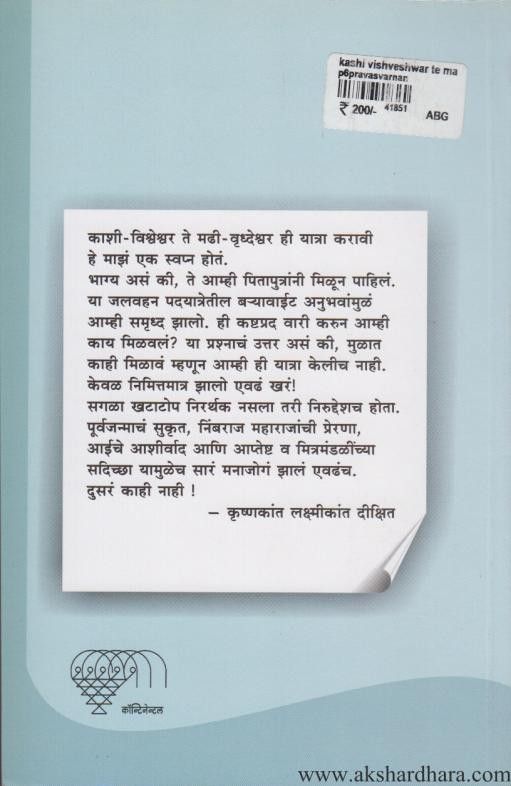 kashi vishveshwar te ma
p6pravasvarnan
₹ 200/- 41851 ABG
काशी-विश्वेश्वर ते मढी-वृध्देश्वर ही यात्रा करावी
हे माझं एक स्वप्न होतं.
भाग्य असं की, ते आम्ही पितापुत्रांनी मिळून पाहिलं.
या जलवहन पदयात्रेतील बऱ्यावाईट अनुभवांमुळं
आम्ही समृध्द झालो. ही कष्टप्रद वारी करुन आम्ही
काय मिळवलं? या प्रश्नाचं उत्तर असं की, मुळात
काही मिळावं म्हणून आम्ही ही यात्रा केलीच नाही.
केवळ निमित्तमात्र झालो एवढं खरं!
सगळा खटाटोप निरर्थक नसला तरी निरुद्देशच होता.
पूर्वजन्माचं सुकृत, निंबराज महाराजांची प्रेरणा,
आईचे आशीर्वाद आणि आप्तेष्ट व मित्रमंडळींच्या
सदिच्छा यामुळेच सारं मनाजोगं झालं एवढंच.
दुसरं काही नाही !
– कृष्णकांत लक्ष्मीकांत दीक्षित
कॉन्टिनेन्टल
www.akshardhara.com